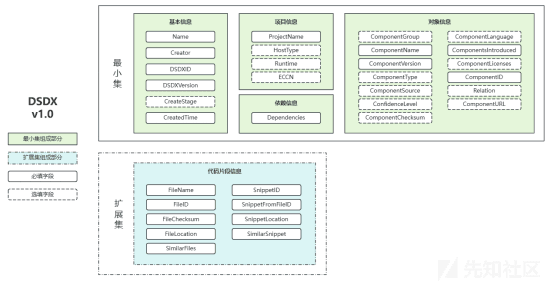 DSDX
v1.0
最小集组成部分
扩展集组成部分
必填字段
选填字段
最小集
基本信息
Name
Creator
DSDXID
DSDXVersion
CreateStage
CreatedTime
项目信息
ProjectName
HostType
Runtime
ECCN
依赖信息
Dependencies
对象信息
ComponentGroup
ComponentLanguage
ComponentName
ComponentsIntroduced
ComponentVersion
ComponentLicenses
ComponentType
ComponentID
ComponentSource
Relation
ConfidenceLevel
ComponentURL
ComponentChecksum
扩展集
代码片段信息
FileName
SnippetID
FileID
SnippetFromFileID
FileChecksum
SnippetLocation
FileLocation
SimilarSnippet
SimilarFiles
先知社区